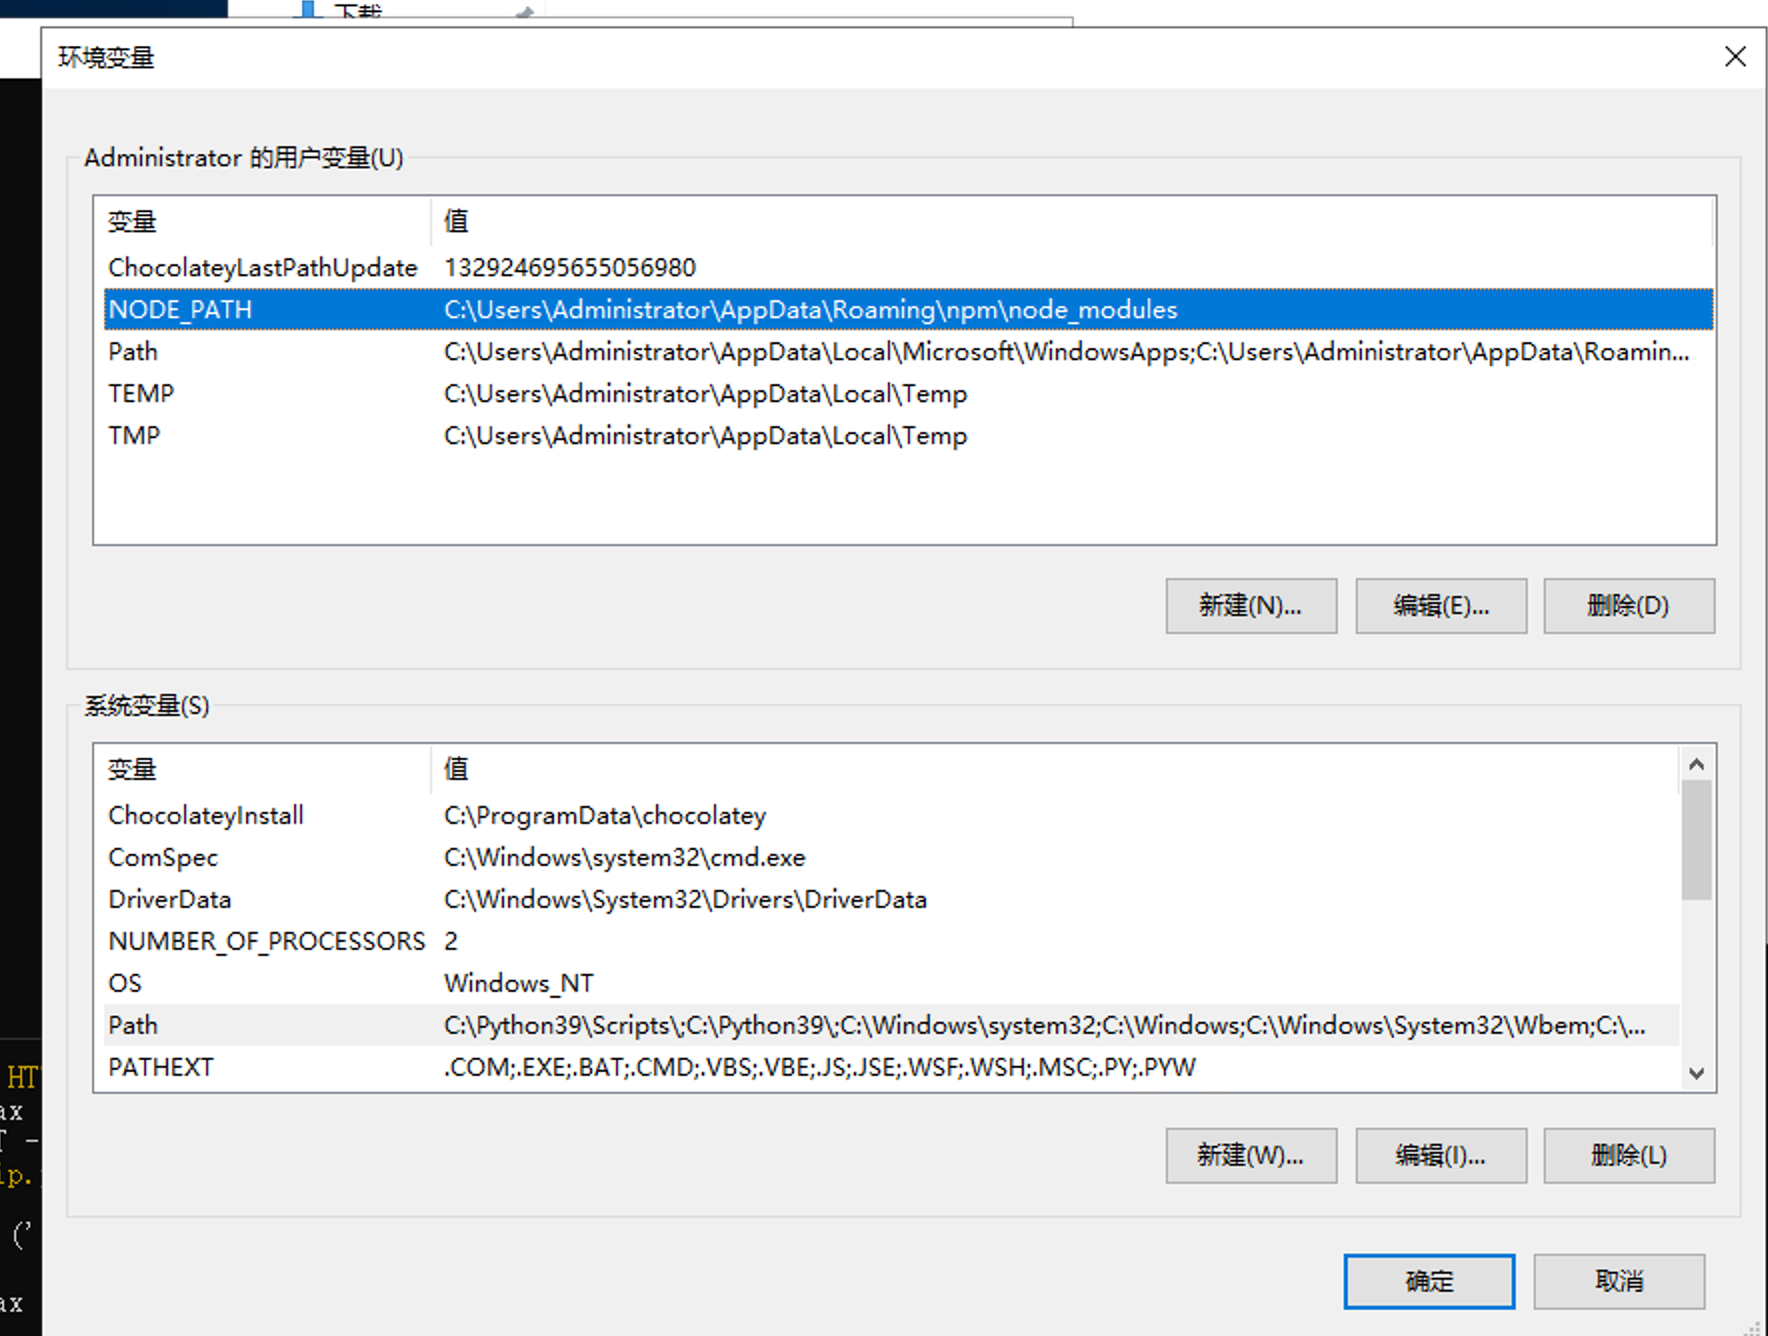 下载
环境变量
Administrator 的用户变量(U)
变量 值
ChocolateyLastPathUpdate 132924695655056980
NODE_PATH C:\Users\Administrator\AppData\Roaming\npm\node_modules
Path C:\Users\Administrator\AppData\Local\Microsoft\WindowsApps;C:\Users\Administrator\AppData\Roamin...
TEMP C:\Users\Administrator\AppData\Local\Temp
TMP C:\Users\Administrator\AppData\Local\Temp
新建(N)... 编辑(E)... 删除(D)
系统变量(S)
变量 值
ChocolateyInstall C:\ProgramData\chocolatey
ComSpec C:\Windows\system32\cmd.exe
DriverData C:\Windows\System32\Drivers\DriverData
NUMBER_OF_PROCESSORS 2
OS Windows_NT
Path C:\Python39\Scripts\;C:\Python39\;C:\Windows\system32;C:\Windows;C:\Windows\System32\Wbem;C:\...
PATHEXT .COM;.EXE;.BAT;.CMD;.VBS;.VBE;.JS;.JSE;.WSF;.WSH;.MSC;.PY;.PYW
新建(W)... 编辑(I)... 删除(L)
确定 取消